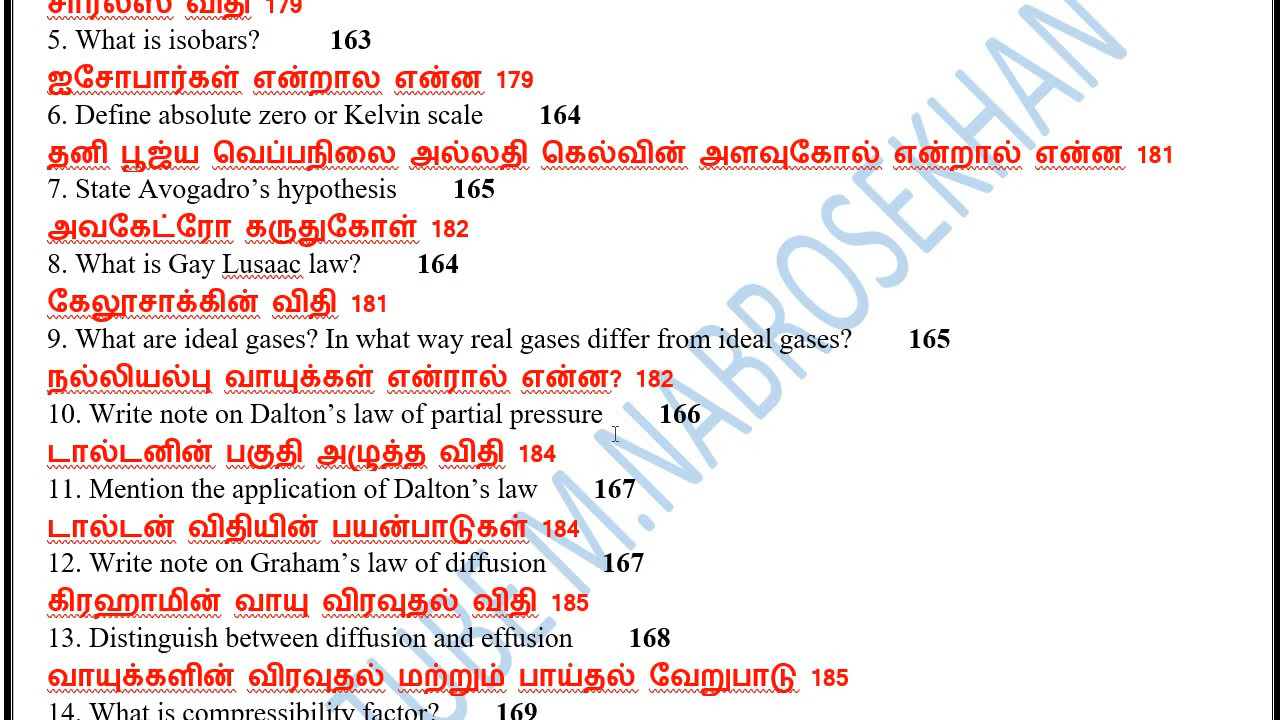 சார்லஸ் விதி 179
5. What is isobars? 163
ஐசோபார்கள் என்றால என்ன 179
6. Define absolute zero or Kelvin scale 164
தனி பூஜ்ய வெப்பநிலை அல்லதி கெல்வின் அளவுகோல் என்றால் என்ன 181
7. State Avogadro’s hypothesis 165
அவகேட்ரோ கருதுகோள் 182
8. What is Gay Lusaac law? 164
கேலூசாக்கின் விதி 181
9. What are ideal gases? In what way real gases differ from ideal gases? 165
நல்லியல்பு வாயுக்கள் என்ரால் என்ன? 182
10. Write note on Dalton’s law of partial pressure 166
டால்டனின் பகுதி அழுத்த விதி 184
11. Mention the application of Dalton’s law 167
டால்டன் விதியின் பயன்பாடுகள் 184
12. Write note on Graham’s law of diffusion 167
கிரஹாமின் வாயு விரவுதல் விதி 185
13. Distinguish between diffusion and effusion 168
வாயுக்களின் விரவுதல் மற்றும் பாய்தல் வேறுபாடு 185
14. What is compressibility factor? 169
TUBE M.NABROSEKHAN